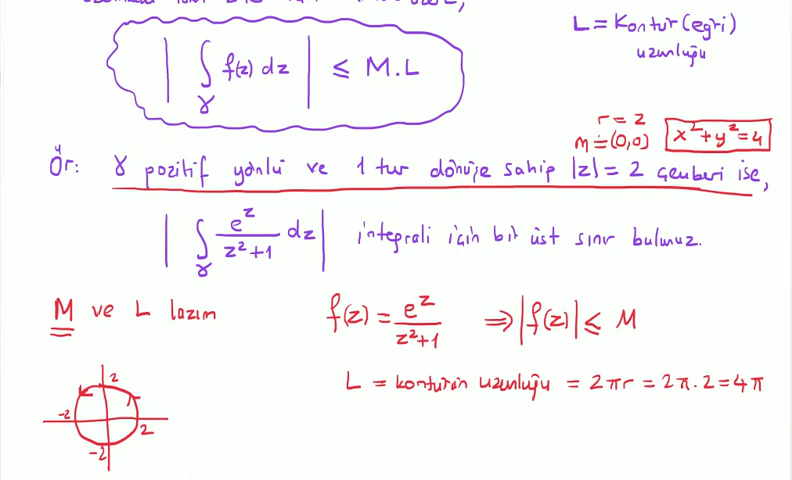 L = Kontur (eğri)
uzunluğu
| ∫γ f(z) dz | ≤ M.L
r = 2
m = (0,0) x²+y²=4
Ör: γ pozitif yönlü ve 1 tur dönüşe sahip |z| = 2 çemberi ise,
| ∫γ e^z/(z²+1) dz | integrali için bir üst sınır bulunuz.
M ve L lazım f(z) = e^z/(z²+1) ⇒ |f(z)| ≤ M
L = konturün uzunluğu = 2πr = 2π.2 = 4π
2
-2
2
-2